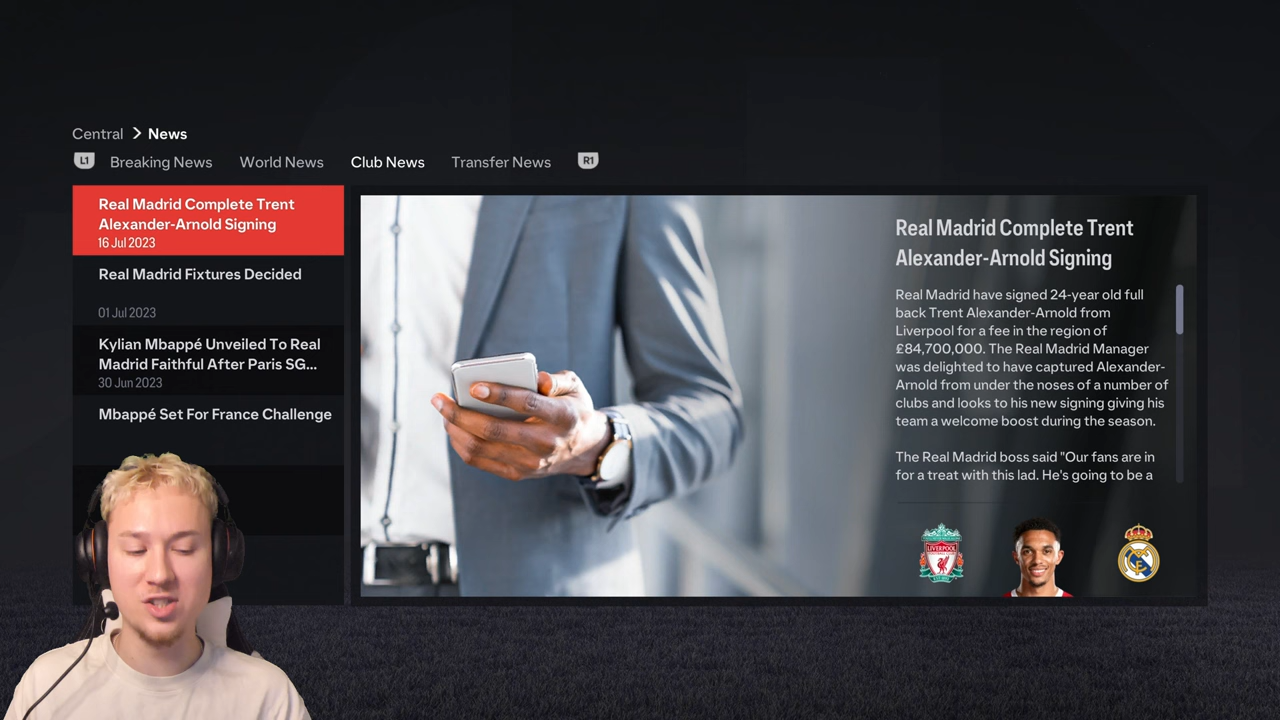 Central > News
L1 Breaking News World News Club News Transfer News R1
Real Madrid Complete Trent
Alexander-Arnold Signing
16 Jul 2023
Real Madrid Fixtures Decided
01 Jul 2023
Kylian Mbappé Unveiled To Real
Madrid Faithful After Paris SG...
30 Jun 2023
Mbappé Set For France Challenge
Real Madrid Complete Trent
Alexander-Arnold Signing
Real Madrid have signed 24-year old full
back Trent Alexander-Arnold from
Liverpool for a fee in the region of
£84,700,000. The Real Madrid Manager
was delighted to have captured Alexander-
Arnold from under the noses of a number of
clubs and looks to his new signing giving his
team a welcome boost during the season.
The Real Madrid boss said "Our fans are in
for a treat with this lad. He's going to be a
LIVERPOOL